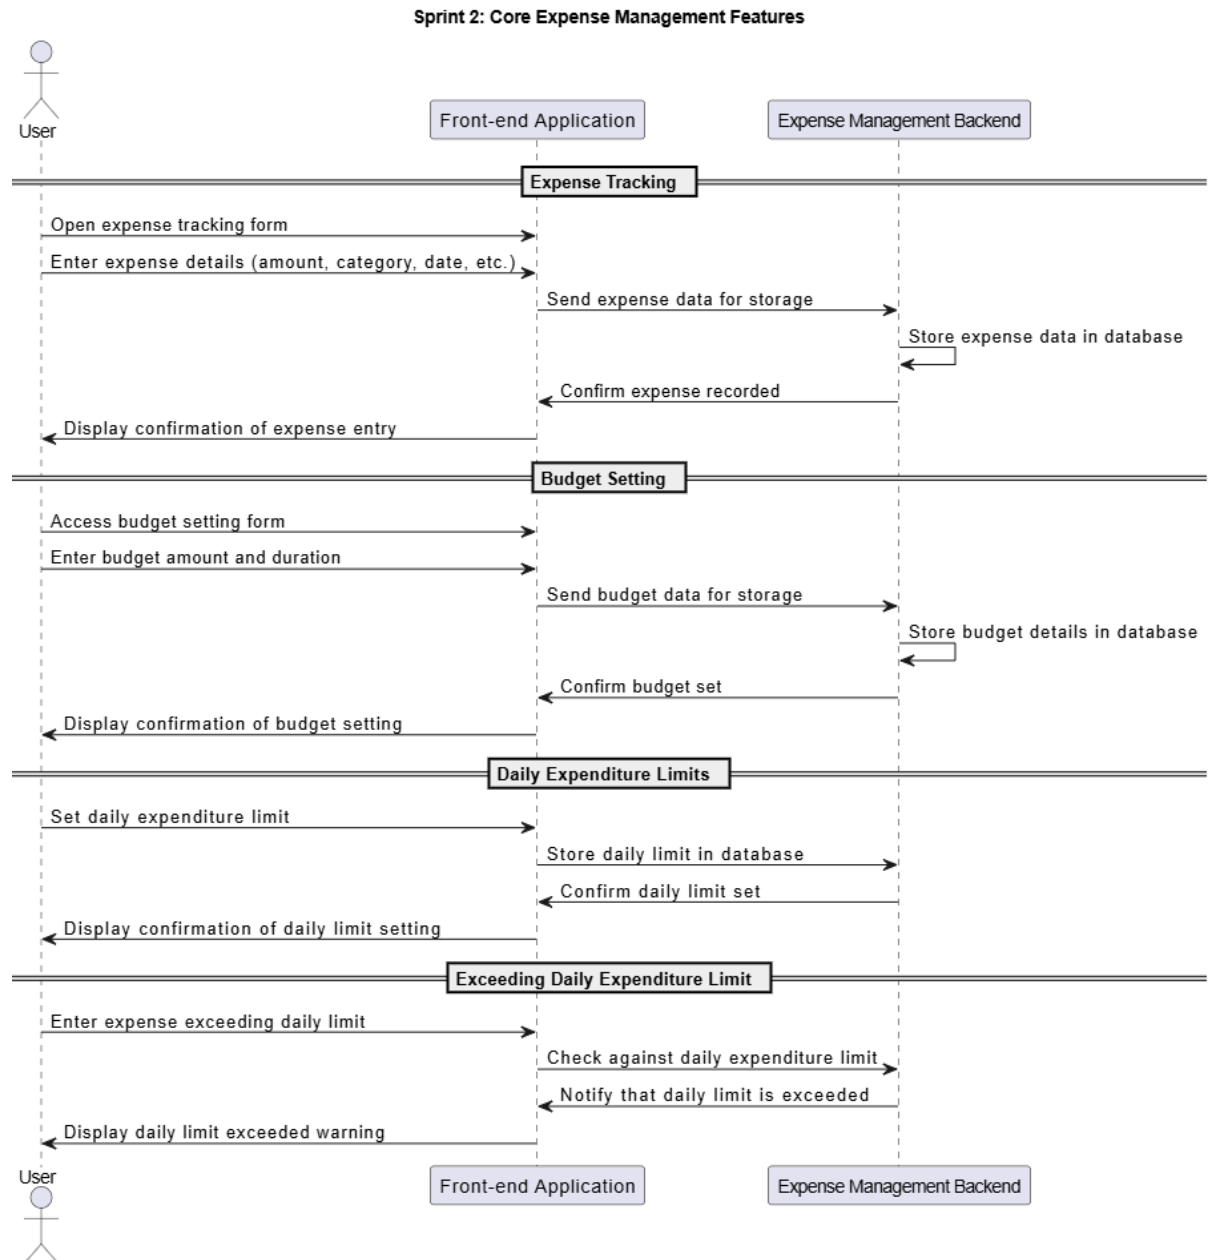 Sprint 2: Core Expense Management Features
User
Front-end Application
Expense Management Backend
Expense Tracking
Open expense tracking form
Enter expense details (amount, category, date, etc.)
Send expense data for storage
Store expense data in database
Confirm expense recorded
Display confirmation of expense entry
Budget Setting
Access budget setting form
Enter budget amount and duration
Send budget data for storage
Store budget details in database
Confirm budget set
Display confirmation of budget setting
Daily Expenditure Limits
Set daily expenditure limit
Store daily limit in database
Confirm daily limit set
Display confirmation of daily limit setting
Exceeding Daily Expenditure Limit
Enter expense exceeding daily limit
Check against daily expenditure limit
Notify that daily limit is exceeded
Display daily limit exceeded warning
User
Front-end Application
Expense Management Backend